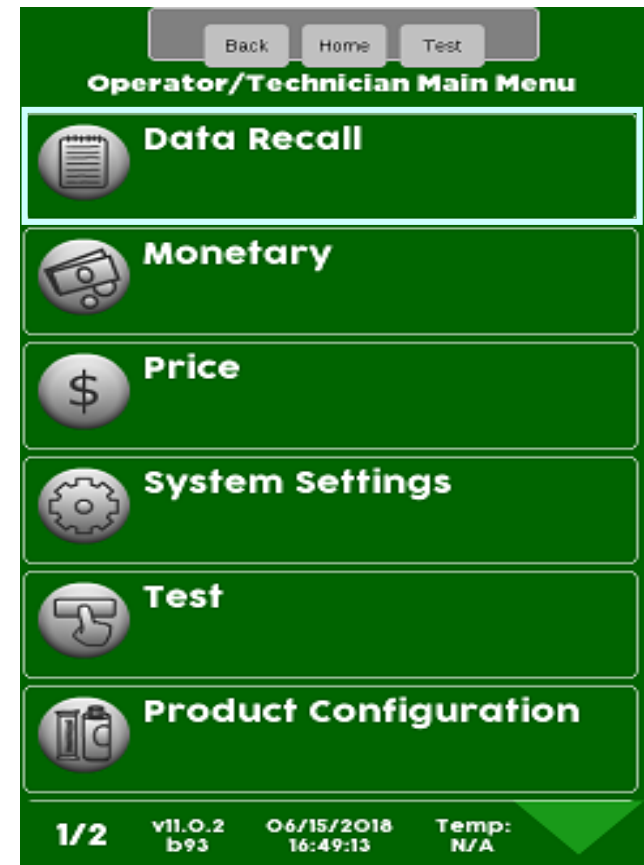 Back Home Test
Operator/Technician Main Menu
Data Recall
Monetary
$
Price
System Settings
Test
Product Configuration
1/2 v11.0.2 06/15/2018 Temp:
b93 16:49:13 N/A